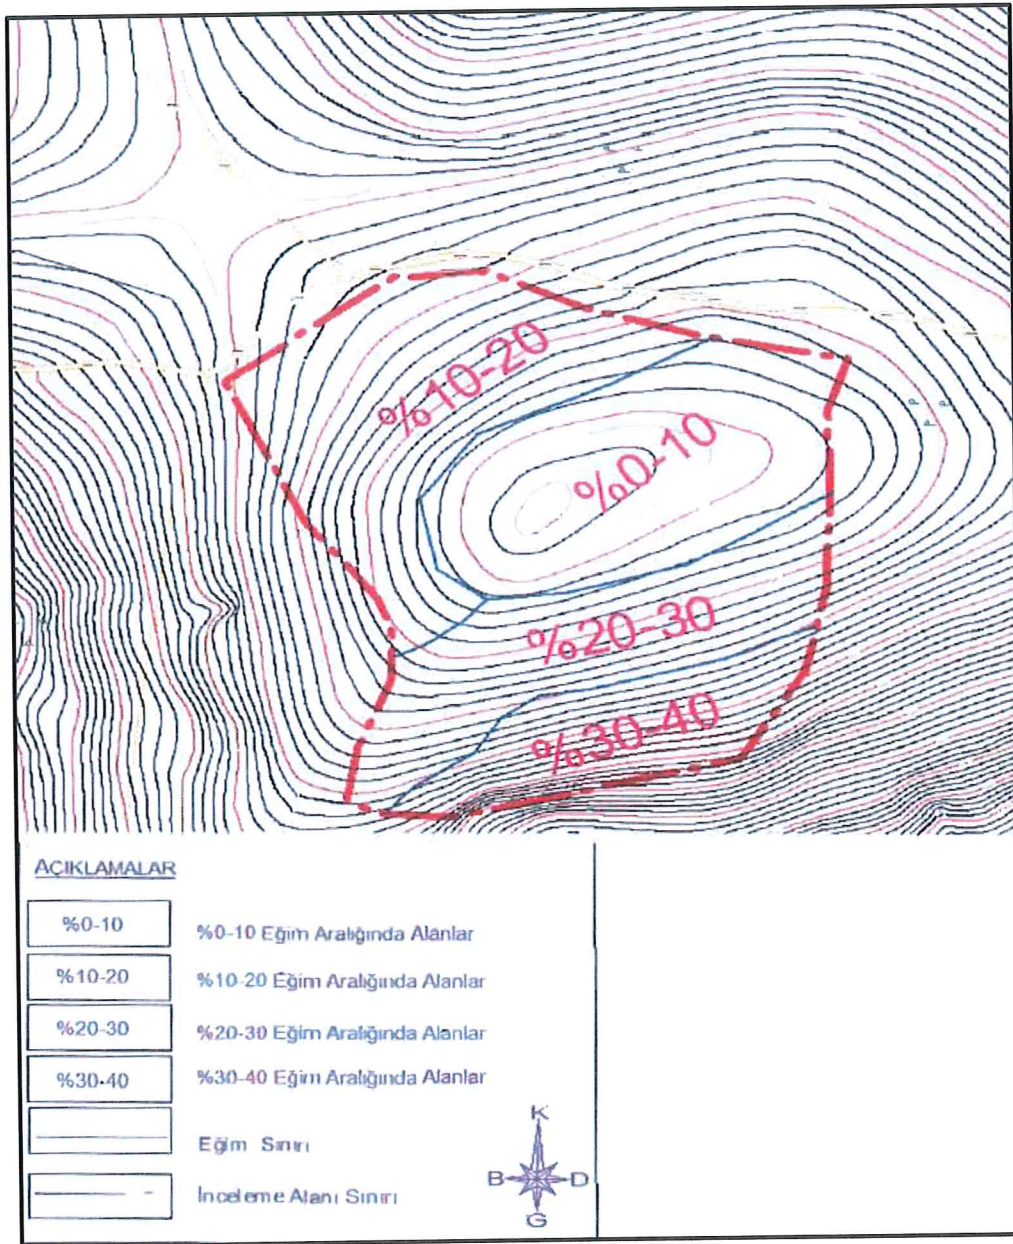 %10-20
%0-10
%20-30
%30-40
AÇIKLAMALAR
%0-10 %0-10 Eğim Aralığında Alanlar
%10-20 %10-20 Eğim Aralığında Alanlar
%20-30 %20-30 Eğim Aralığında Alanlar
%30-40 %30-40 Eğim Aralığında Alanlar
Eğim Sınırı
İnceleme Alanı Sınırı
K
B D
G